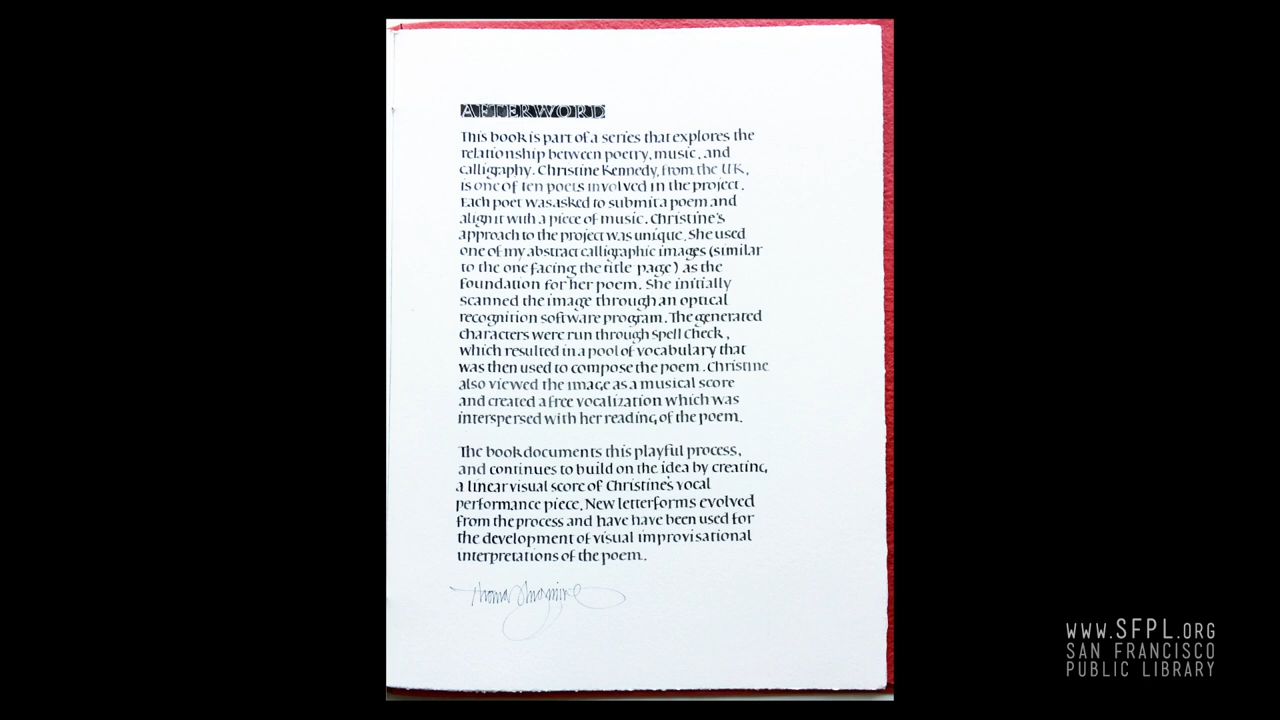 AFTERWORD
This book is part of a series that explores the
relationship between poetry, music, and
calligraphy. Christine Kennedy, from the UK,
is one of ten poets involved in the project.
Each poet was asked to submit a poem and
align it with a piece of music. Christine's
approach to the project was unique. She used
one of my abstract calligraphic images (similar
to the one facing the title page) as the
foundation for her poem. She initially
scanned the image through an optical
recognition software program. The generated
characters were run through Spell Check,
which resulted in a pool of vocabulary that
was then used to compose the poem. Christine
also viewed the image as a musical score
and created a free vocalization which was
interspersed with her reading of the poem.
The book documents this playful process,
and continues to build on the idea by creating
a linear visual score of Christine's vocal
performance piece. New letterforms evolved
from the process and have have been used for
the development of visual improvisational
interpretations of the poem.
Thomas
WWW.SFPL.ORG
SAN FRANCISCO
PUBLIC LIBRARY